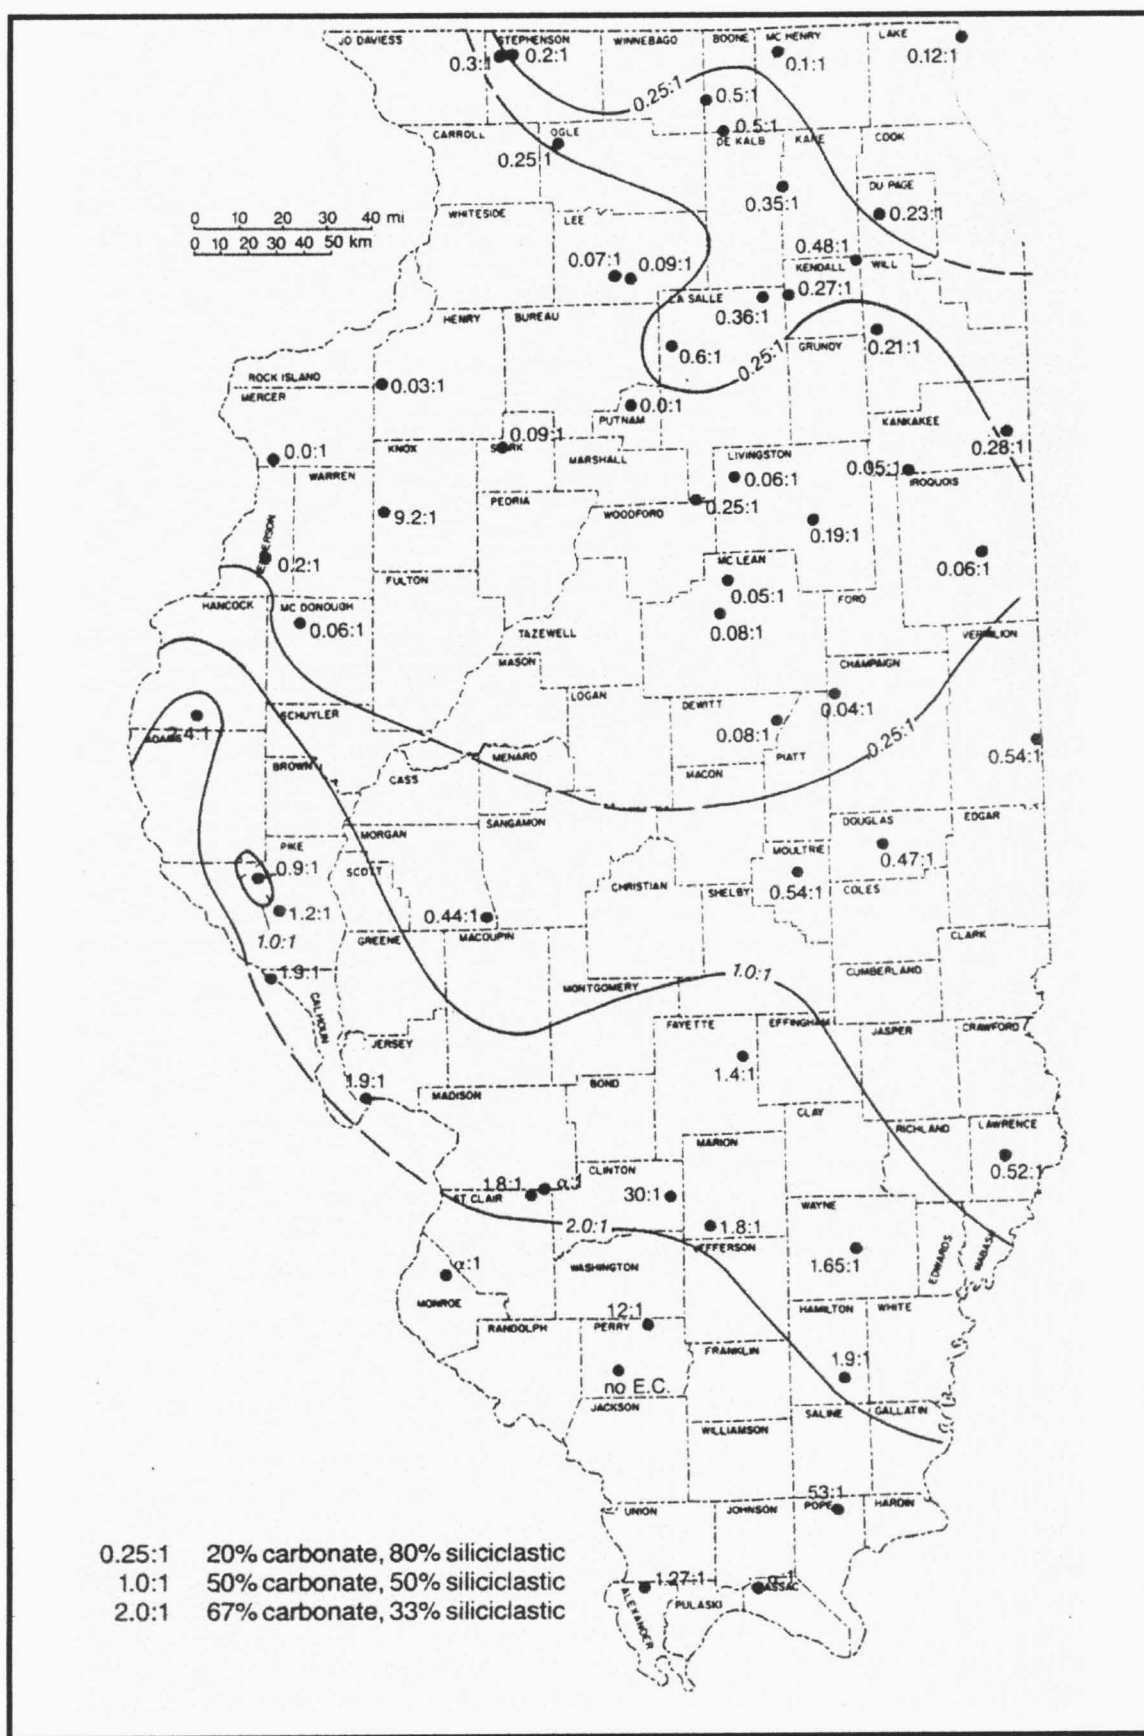 JO DAVIESS STEPHENSON WINNEBAGO BOONE MC HENRY LAKE
0.3:1 0.2:1 0.1:1 0.12:1
0.25:1
0.5:1
CARROLL OGLE 0.5:1
DE KALB KANE COOK
0.25:1
DU PAGE
0.35:1
0 10 20 40 mi
WHITESIDE LEE 0.23:1
0 10 20 30 40 50 km
0.48:1
0.07:1 0.09:1 KENDALL WILL
LA SALLE 0.27:1
HENRY BUREAU 0.36:1
0.6:1 0.25:1 GRUNDY 0.21:1
ROCK ISLAND
MERCER 0.03:1
PUTNAM 0.0:1
KANKAKEE
0.09:1
0.0:1 KNOX MARSHALL LIVINGSTON 0.28:1
WARREN 0.06:1 0.05:1 IROQUOIS
PEORIA
9.2:1 WOODFORD 0.25:1
0.19:1
0.2:1 MC LEAN 0.06:1
FULTON
0.05:1 FORD
HANCOCK MC DONOUGH
0.06:1 TAZEWELL 0.08:1
VERMILION
MASON CHAMPAIGN
LOGAN
SCHUYLER DEWITT 0.04:1
2.4:1 0.08:1 0.25:1
ADAMS
BROWN MENARD PIATT 0.54:1
CASS MACON
SANGAMON DOUGLAS EDGAR
MORGAN
PIKE MOULTRIE
0.47:1
0.9:1 SCOTT
0.54:1
CHRISTIAN SHELBY COLES
1.2:1 0.44:1
GREENE MACOUPIN CLARK
1.0:1
1.9:1 1.0:1 CUMBERLAND
MONTGOMERY
CALHOUN
FAYETTE EFFINGHAM JASPER CRAWFORD
JERSEY
1.4:1
1.9:1 BOND
MADISON
CLAY
RICHLAND LAWRENCE
MARION
CLINTON 0.52:1
1.8:1 α:1 30:1
ST CLAIR WAYNE
2.0:1 1.8:1
JEFFERSON
α:1 WASHINGTON EDWARDS WABASH
1.65:1
MONROE
12:1 HAMILTON WHITE
RANDOLPH PERRY
FRANKLIN
1.9:1
no E.C.
JACKSON SALINE GALLATIN
WILLIAMSON
53:1
UNION JOHNSON POPE HARDIN
0.25:1 20% carbonate, 80% siliciclastic
1.0:1 50% carbonate, 50% siliciclastic
1.27:1 α:1
2.0:1 67% carbonate, 33% siliciclastic
PULASKI
ALEXANDER